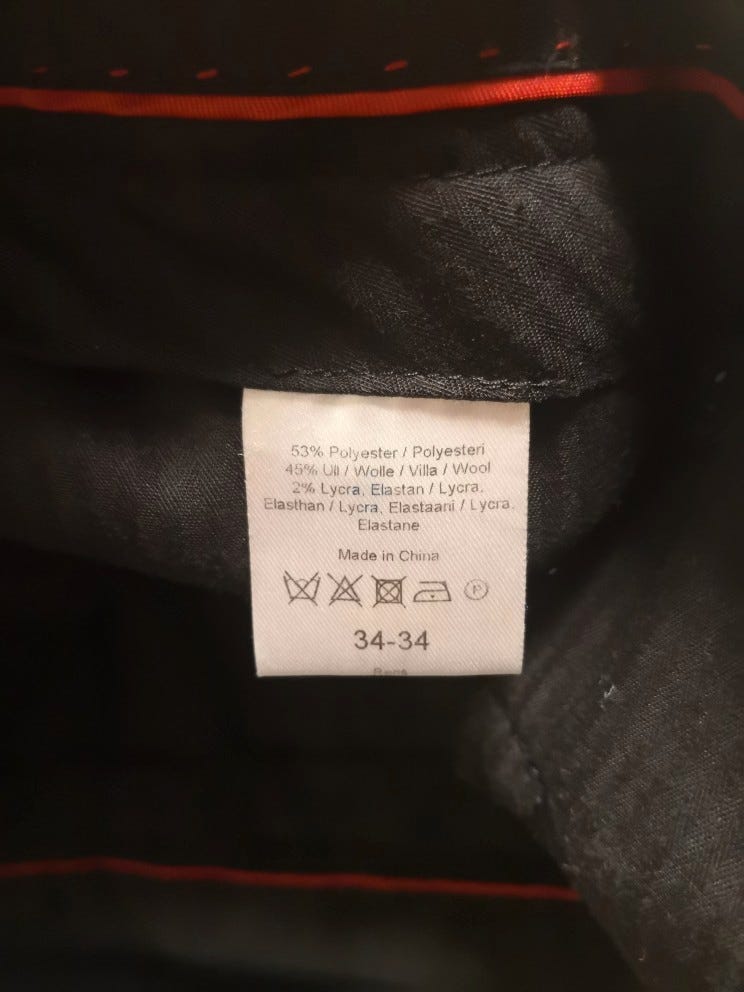 53% Polyester / Polyesteri
45% Ull / Wolle / Villa / Wool
2% Lycra, Elastan / Lycra,
Elasthan / Lycra, Elastaani / Lycra,
Elastane
Made in China
P
34-34